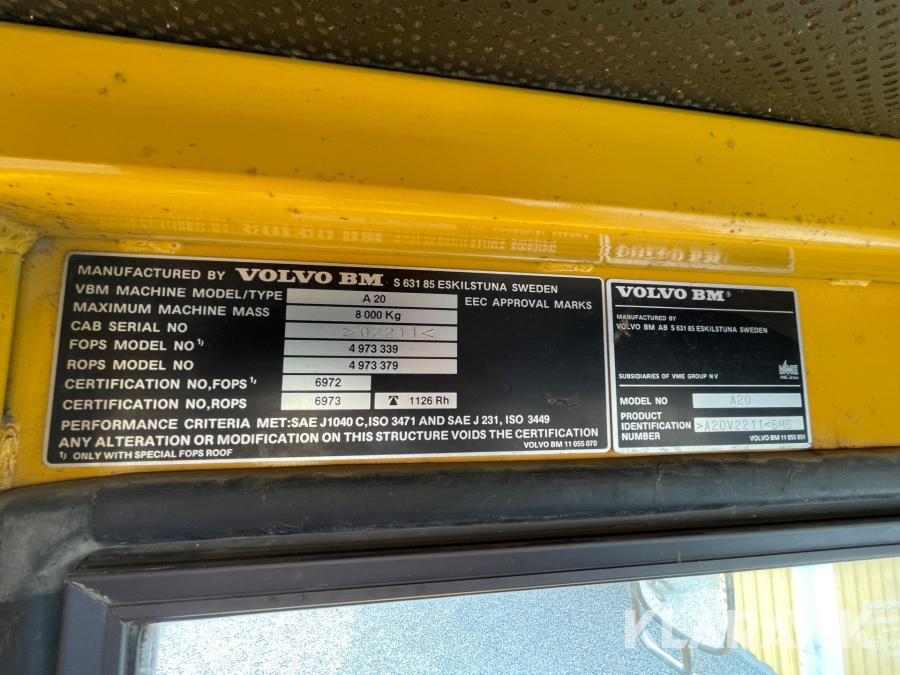 MANUFACTURED BY VOLVO BM S 631 85 ESKILSTUNA SWEDEN
VBM MACHINE MODEL/TYPE A 20 EEC APPROVAL MARKS
MAXIMUM MACHINE MASS 8 000 Kg
CAB SERIAL NO >02211<
FOPS MODEL NO 1) 4 973 339
ROPS MODEL NO 4 973 379
CERTIFICATION NO,FOPS 1) 6972
CERTIFICATION NO,ROPS 6973 1126 Rh
PERFORMANCE CRITERIA MET:SAE J1040 C,ISO 3471 AND SAE J 231, ISO 3449
ANY ALTERATION OR MODIFICATION ON THIS STRUCTURE VOIDS THE CERTIFICATION
1) ONLY WITH SPECIAL FOPS ROOF VOLVO BM 11 055 070
VOLVO BM®
MANUFACTURED BY
VOLVO BM AB S 631 85 ESKILSTUNA SWEDEN
SUBSIDIARIES OF VME GROUP N V
MODEL NO A20
PRODUCT
IDENTIFICATION >A20V2211<BMB
NUMBER VOLVO BM 11 055 051